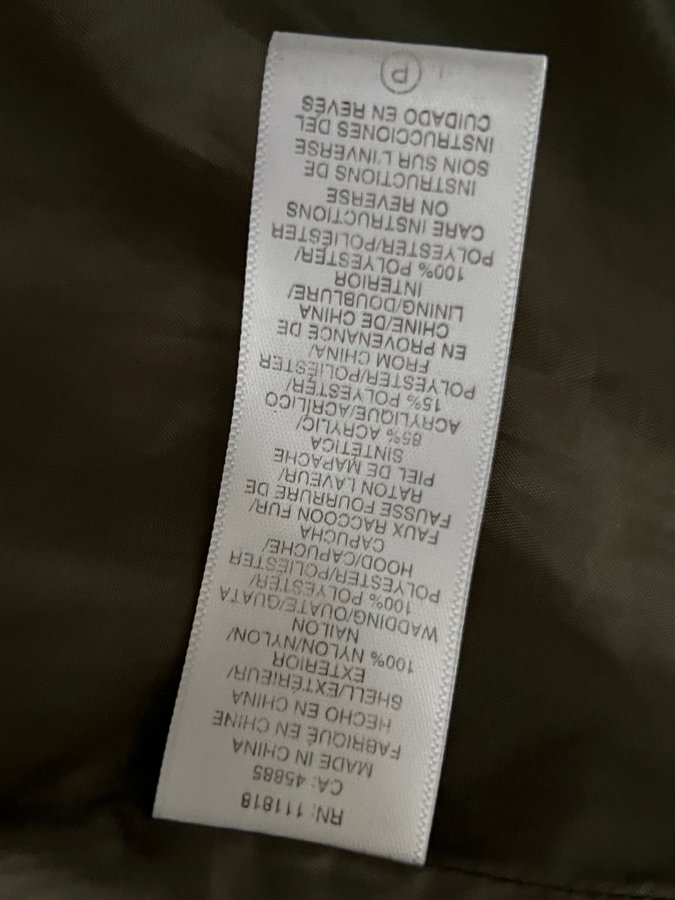 RN: 111818
CA: 45885
MADE IN CHINA
FABRIQUÉ EN CHINE
HECHO EN CHINA
SHELL/EXTÉRIEUR/
EXTERIOR
100% NYLON/NYLON/
NAILON
WADDING/OUATE/GUATA
100% POLYESTER/
POLYESTER/POLIÉSTER
HOOD/CAPUCHE/
CAPUCHA
FAUX RACCOON FUR/
FAUSSE FOURRURE DE
RATON LAVEUR/
PIEL DE MAPACHE
SINTÉTICA
85% ACRYLIC/
ACRYLIQUE/ACRÍLICO
15% POLYESTER/
POLYESTER/POLIÉSTER
FROM CHINA/
EN PROVENANCE DE
CHINE/DE CHINA
LINING/DOUBLURE/
INTERIOR
100% POLYESTER/
POLYESTER/POLIÉSTER
CARE INSTRUCTIONS
ON REVERSE
INSTRUCTIONS DE
SOIN SUR L'INVERSE
INSTRUCCIONES DEL
CUIDADO EN REVÉS
P